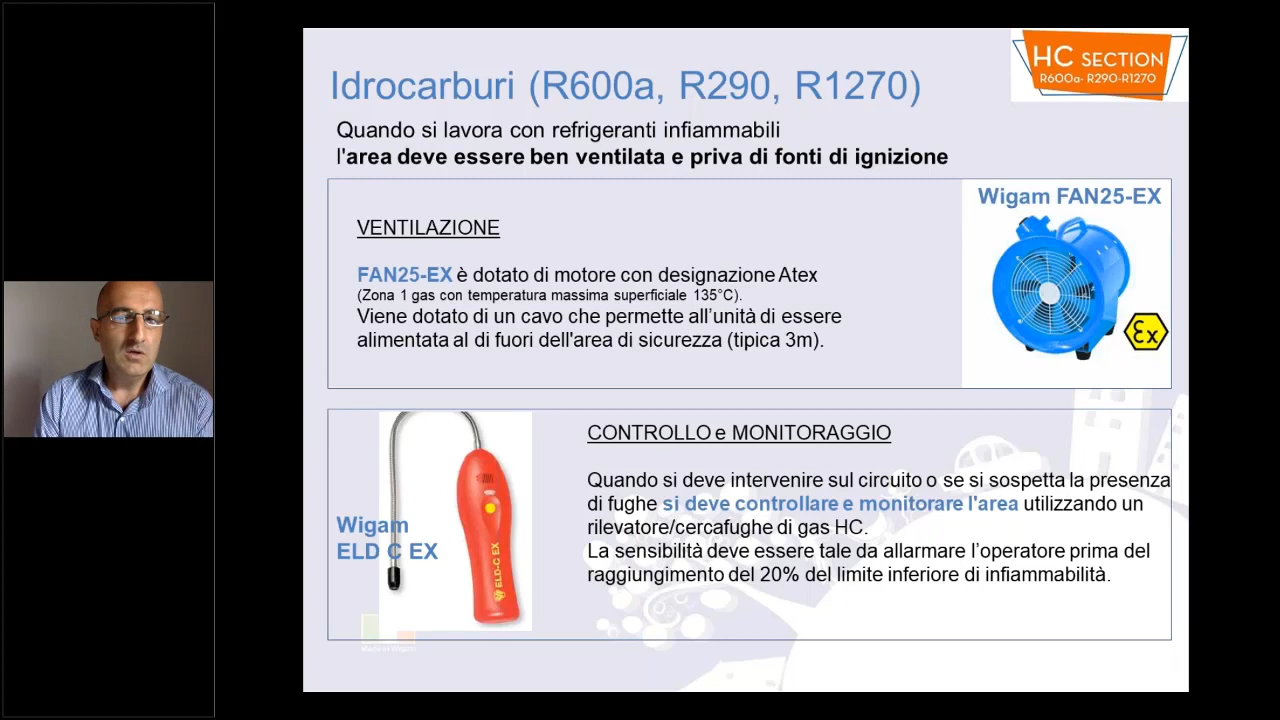 HC SECTION
R600a- R290-R1270
Idrocarburi (R600a, R290, R1270)
Quando si lavora con refrigeranti infiammabili
l'area deve essere ben ventilata e priva di fonti di ignizione
Wigam FAN25-EX
VENTILAZIONE
FAN25-EX è dotato di motore con designazione Atex
(Zona 1 gas con temperatura massima superficiale 135°C).
Viene dotato di un cavo che permette all’unità di essere
alimentata al di fuori dell'area di sicurezza (tipica 3m).
Ex
CONTROLLO e MONITORAGGIO
Quando si deve intervenire sul circuito o se si sospetta la presenza
di fughe si deve controllare e monitorare l'area utilizzando un
rilevatore/cercafughe di gas HC.
La sensibilità deve essere tale da allarmare l’operatore prima del
raggiungimento del 20% del limite inferiore di infiammabilità.
Wigam
ELD C EX
ELD-C EX